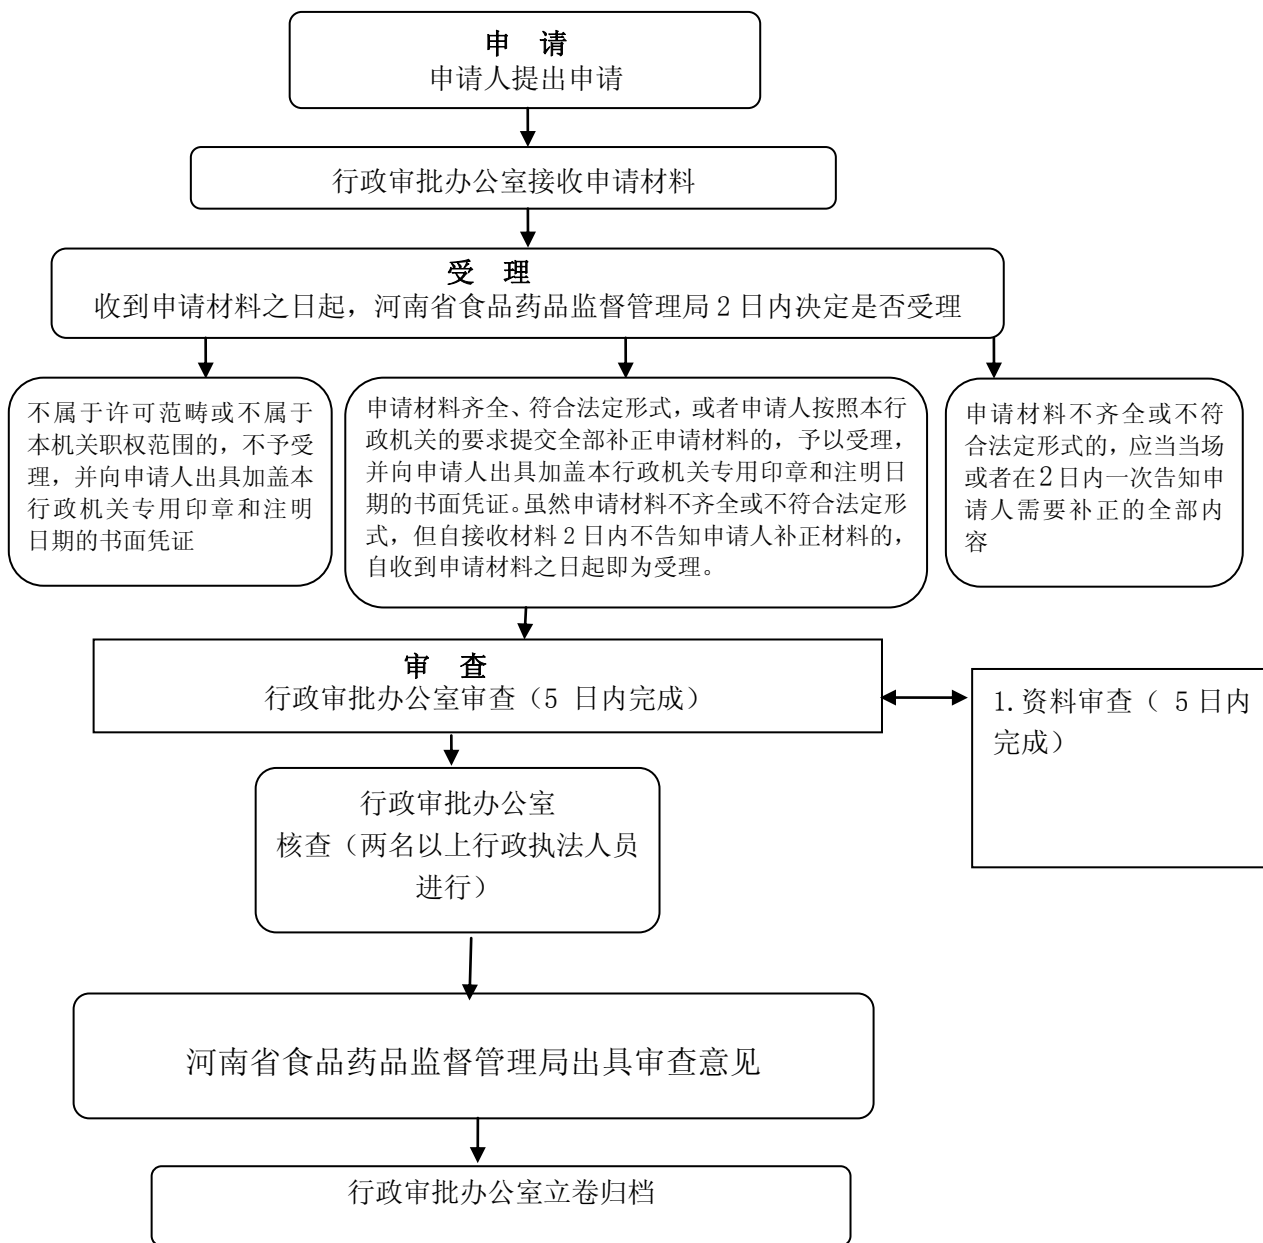 申 请
申请人提出申请
行政审批办公室接收申请材料
受 理
收到申请材料之日起，河南省食品药品监督管理局 2 日内决定是否受理
不属于许可范畴或不属于
本机关职权范围的，不予受
理，并向申请人出具加盖本
行政机关专用印章和注明
日期的书面凭证
申请材料齐全、符合法定形式，或者申请人按照本行
政机关的要求提交全部补正申请材料的，予以受理，
并向申请人出具加盖本行政机关专用印章和注明日
期的书面凭证。虽然申请材料不齐全或不符合法定形
式，但自接收材料 2 日内不告知申请人补正材料的，
自收到申请材料之日起即为受理。
申请材料不齐全或不符
合法定形式的，应当当场
或者在2日内一次告知申
请人需要补正的全部内
容
审 查
行政审批办公室审查（5 日内完成）
1.资料审查（ 5日内
完成）
行政审批办公室
核查（两名以上行政执法人员
进行）
河南省食品药品监督管理局出具审查意见
行政审批办公室立卷归档